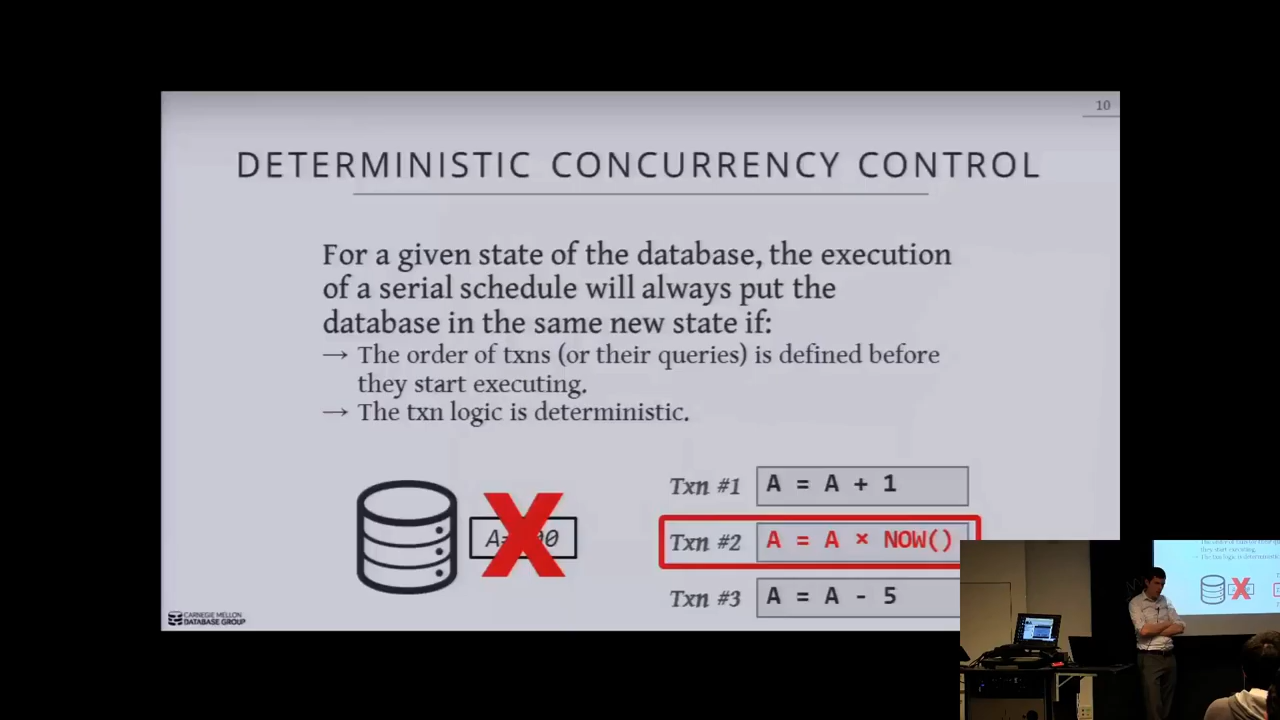 10
DETERMINISTIC CONCURRENCY CONTROL
For a given state of the database, the execution
of a serial schedule will always put the
database in the same new state if:
→ The order of txns (or their queries) is defined before
they start executing.
→ The txn logic is deterministic.
Txn #1 A = A + 1
Txn #2 A = A × NOW()
Txn #3 A = A - 5
CARNEGIE MELLON
DATABASE GROUP